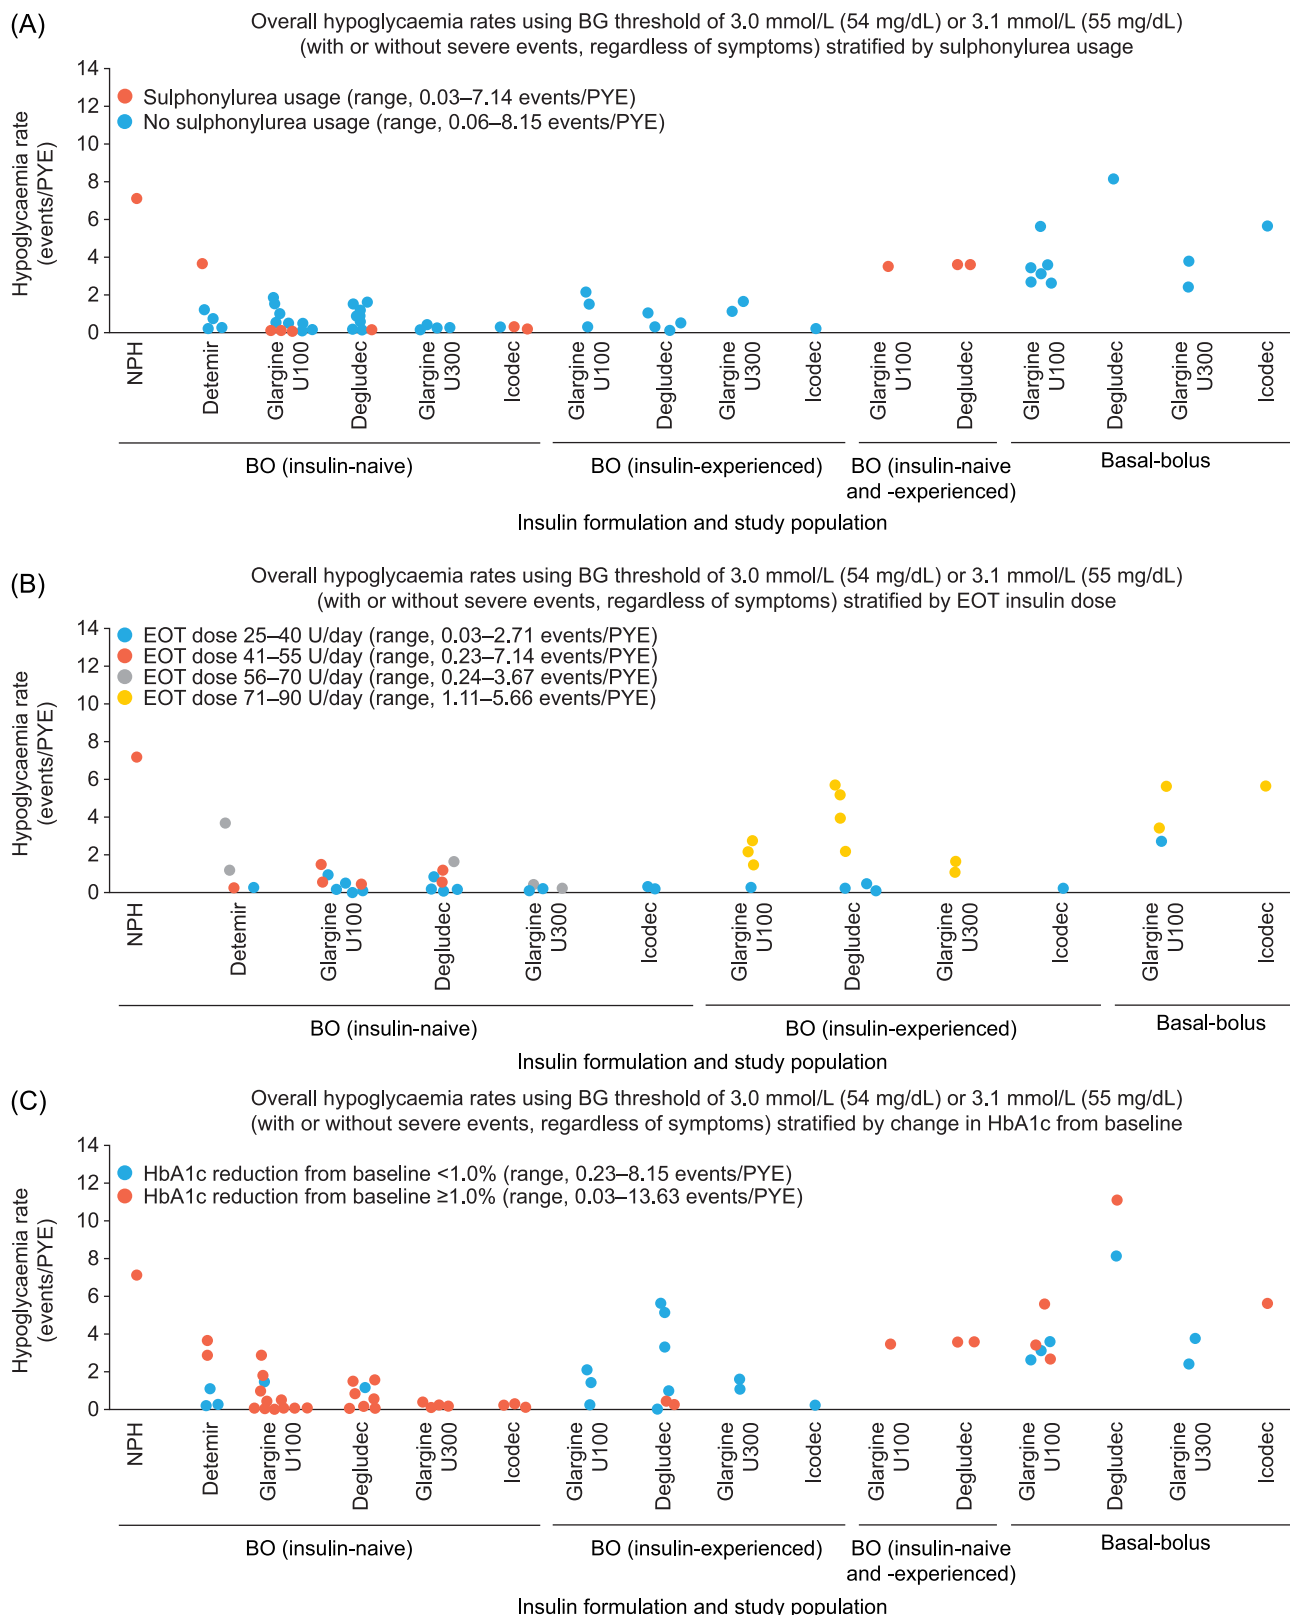 (A)
Overall hypoglycaemia rates using BG threshold of 3.0 mmol/L (54 mg/dL) or 3.1 mmol/L (55 mg/dL)
(with or without severe events, regardless of symptoms) stratified by sulphonylurea usage
Hypoglycaemia rate
(events/PYE)
14
12
10
8
6
4
2
0
Sulphonylurea usage (range, 0.03–7.14 events/PYE)
No sulphonylurea usage (range, 0.06–8.15 events/PYE)
NPH
Detemir
Glargine
U100
Degludec
Glargine
U300
Icodec
Glargine
U100
Degludec
Glargine
U300
Icodec
Glargine
U100
Degludec
Glargine
U100
Degludec
Glargine
U300
Icodec
BO (insulin-naive)
BO (insulin-experienced)
BO (insulin-naive
and -experienced)
Basal-bolus
Insulin formulation and study population
(B)
Overall hypoglycaemia rates using BG threshold of 3.0 mmol/L (54 mg/dL) or 3.1 mmol/L (55 mg/dL)
(with or without severe events, regardless of symptoms) stratified by EOT insulin dose
Hypoglycaemia rate
(events/PYE)
14
12
10
8
6
4
2
0
EOT dose 25–40 U/day (range, 0.03–2.71 events/PYE)
EOT dose 41–55 U/day (range, 0.23–7.14 events/PYE)
EOT dose 56–70 U/day (range, 0.24–3.67 events/PYE)
EOT dose 71–90 U/day (range, 1.11–5.66 events/PYE)
NPH
Detemir
Glargine
U100
Degludec
Glargine
U300
Icodec
Glargine
U100
Degludec
Glargine
U300
Icodec
Glargine
U100
Icodec
BO (insulin-naive)
BO (insulin-experienced)
Basal-bolus
Insulin formulation and study population
(C)
Overall hypoglycaemia rates using BG threshold of 3.0 mmol/L (54 mg/dL) or 3.1 mmol/L (55 mg/dL)
(with or without severe events, regardless of symptoms) stratified by change in HbA1c from baseline
Hypoglycaemia rate
(events/PYE)
14
12
10
8
6
4
2
0
HbA1c reduction from baseline <1.0% (range, 0.23–8.15 events/PYE)
HbA1c reduction from baseline ≥1.0% (range, 0.03–13.63 events/PYE)
NPH
Detemir
Glargine
U100
Degludec
Glargine
U300
Icodec
Glargine
U100
Degludec
Glargine
U300
Icodec
Glargine
U100
Degludec
Glargine
U100
Degludec
Glargine
U300
Icodec
BO (insulin-naive)
BO (insulin-experienced)
BO (insulin-naive
and -experienced)
Basal-bolus
Insulin formulation and study population